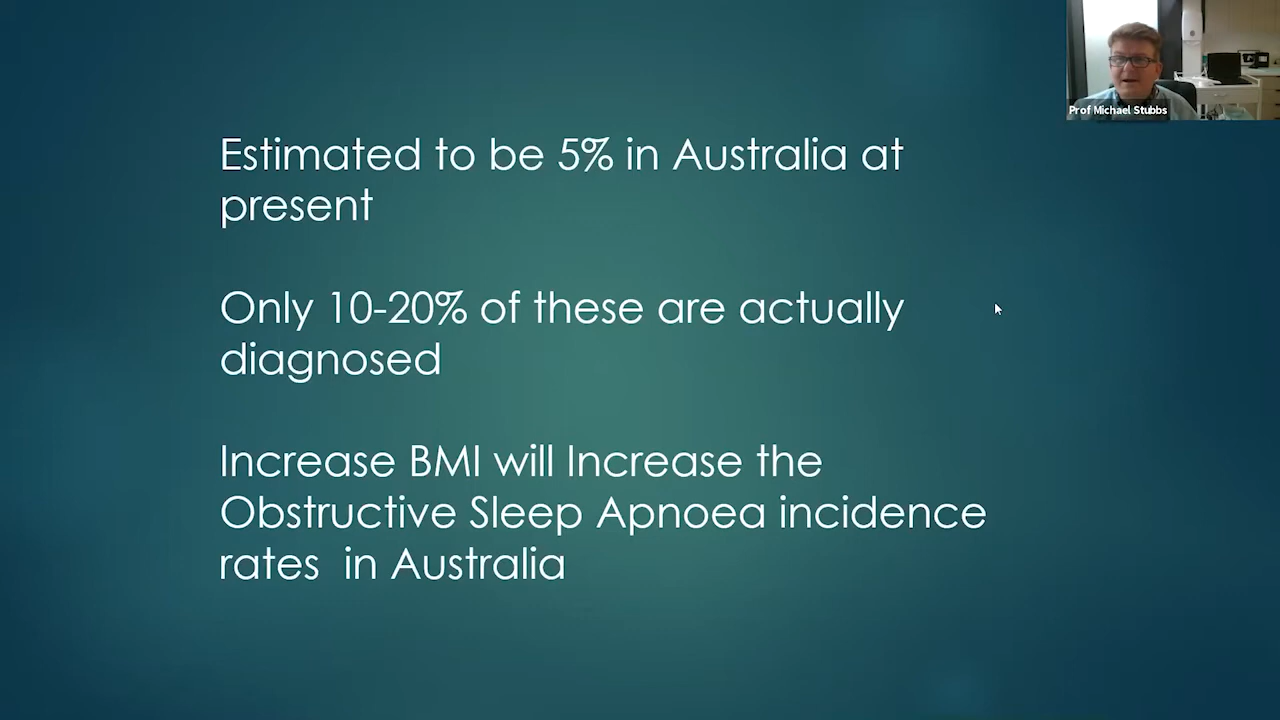 Prof Michael Stubbs
Estimated to be 5% in Australia at
present
Only 10-20% of these are actually
diagnosed
Increase BMI will Increase the
Obstructive Sleep Apnoea incidence
rates  in Australia